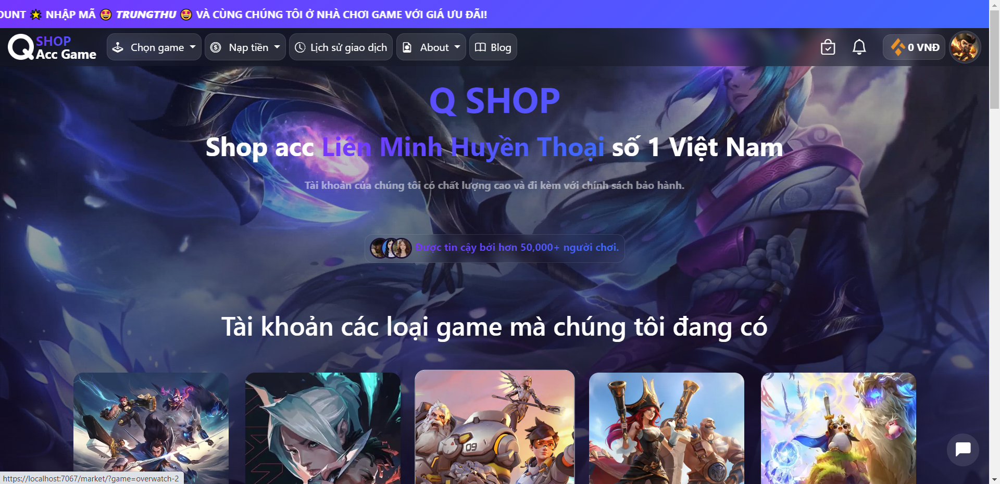 OUNT 🌟 NHẬP MÃ 🤩 TRUNGTHU 🤩 VÀ CÙNG CHÚNG TÔI Ở NHÀ CHƠI GAME VỚI GIÁ ƯU ĐÃI!
Q SHOP
Acc Game
Chọn game
Nạp tiền
Lịch sử giao dịch
About
Blog
0 VNĐ
Q SHOP
Shop acc Liên Minh Huyền Thoại số 1 Việt Nam
Tài khoản của chúng tôi có chất lượng cao và đi kèm với chính sách bảo hành.
Được tin cậy bởi hơn 50,000+ người chơi.
Tài khoản các loại game mà chúng tôi đang có
09
https://localhost:7067/market/?game=overwatch-2